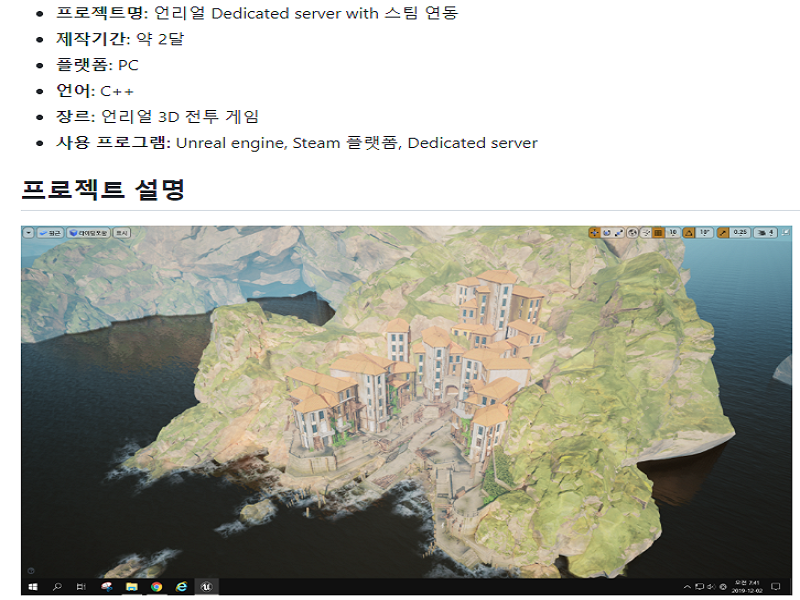 프로젝트명: 언리얼 Dedicated server with 스팀 연동
제작기간: 약 2달
플랫폼: PC
언어: C++
장르: 언리얼 3D 전투 게임
사용 프로그램: Unreal engine, Steam 플랫폼, Dedicated server
프로젝트 설명
원근 라이팅포함 표시 10 10° 0.25 4
오전 7:41
2019-12-02